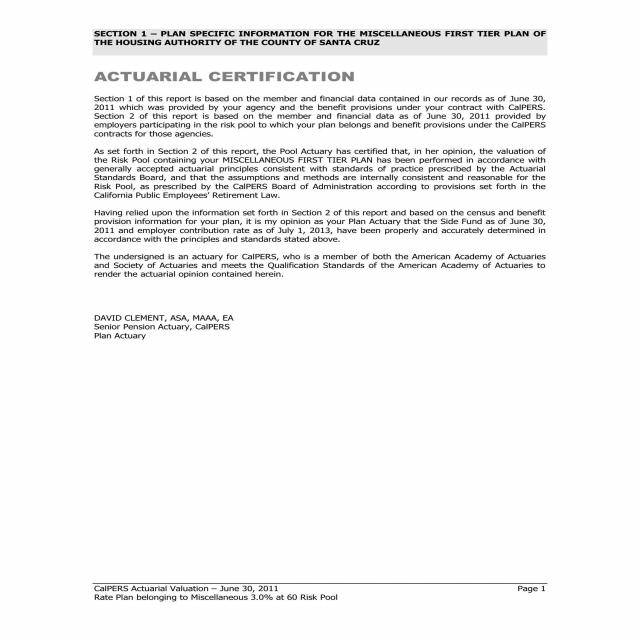 SECTION 1 – PLAN SPECIFIC INFORMATION FOR THE MISCELLANEOUS FIRST TIER PLAN OF
THE HOUSING AUTHORITY OF THE COUNTY OF SANTA CRUZ
ACTUARIAL CERTIFICATION
Section 1 of this report is based on the member and financial data contained in our records as of June 30,
2011 which was provided by your agency and the benefit provisions under your contract with CalPERS.
Section 2 of this report is based on the member and financial data as of June 30, 2011 provided by
employers participating in the risk pool to which your plan belongs and benefit provisions under the CalPERS
contracts for those agencies.
As set forth in Section 2 of this report, the Pool Actuary has certified that, in her opinion, the valuation of
the Risk Pool containing your MISCELLANEOUS FIRST TIER PLAN has been performed in accordance with
generally accepted actuarial principles consistent with standards of practice prescribed by the Actuarial
Standards Board, and that the assumptions and methods are internally consistent and reasonable for the
Risk Pool, as prescribed by the CalPERS Board of Administration according to provisions set forth in the
California Public Employees' Retirement Law.
Having relied upon the information set forth in Section 2 of this report and based on the census and benefit
provision information for your plan, it is my opinion as your Plan Actuary that the Side Fund as of June 30,
2011 and employer contribution rate as of July 1, 2013, have been properly and accurately determined in
accordance with the principles and standards stated above.
The undersigned is an actuary for CalPERS, who is a member of both the American Academy of Actuaries
and Society of Actuaries and meets the Qualification Standards of the American Academy of Actuaries to
render the actuarial opinion contained herein.
DAVID CLEMENT, ASA, MAAA, EA
Senior Pension Actuary, CalPERS
Plan Actuary
CalPERS Actuarial Valuation – June 30, 2011 Page 1
Rate Plan belonging to Miscellaneous 3.0% at 60 Risk Pool